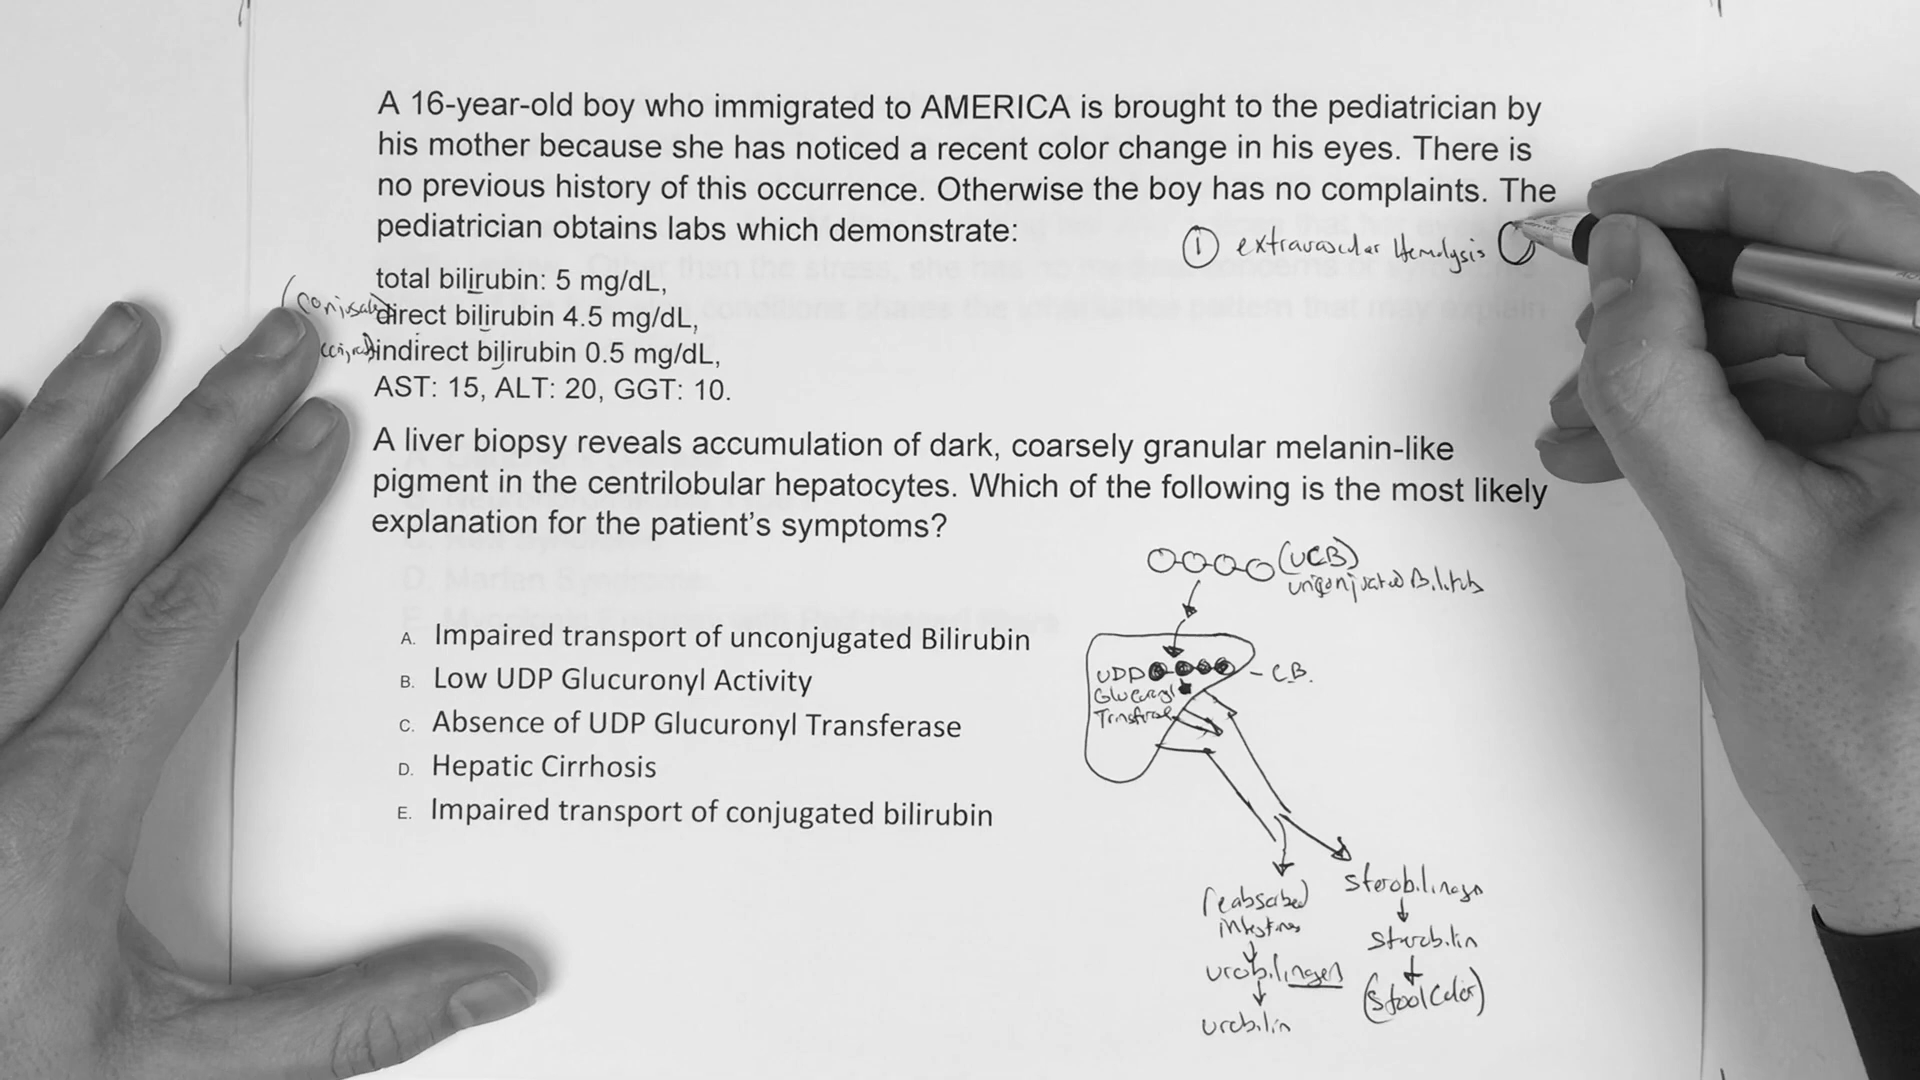 A 16-year-old boy who immigrated to AMERICA is brought to the pediatrician by
his mother because she has noticed a recent color change in his eyes. There is
no previous history of this occurrence. Otherwise the boy has no complaints. The
pediatrician obtains labs which demonstrate:
① extravascular Hemolysis
total bilirubin: 5 mg/dL,
direct bilirubin 4.5 mg/dL,
indirect bilirubin 0.5 mg/dL,
AST: 15, ALT: 20, GGT: 10.
A liver biopsy reveals accumulation of dark, coarsely granular melanin-like
pigment in the centrilobular hepatocytes. Which of the following is the most likely
explanation for the patient's symptoms?
A. Impaired transport of unconjugated Bilirubin
B. Low UDP Glucuronyl Activity
C. Absence of UDP Glucuronyl Transferase
D. Hepatic Cirrhosis
E. Impaired transport of conjugated bilirubin
(UCB)
UDP
- C.B.
reabsorbed
intestines
urobilinogen
urobilin
(Stool Color)